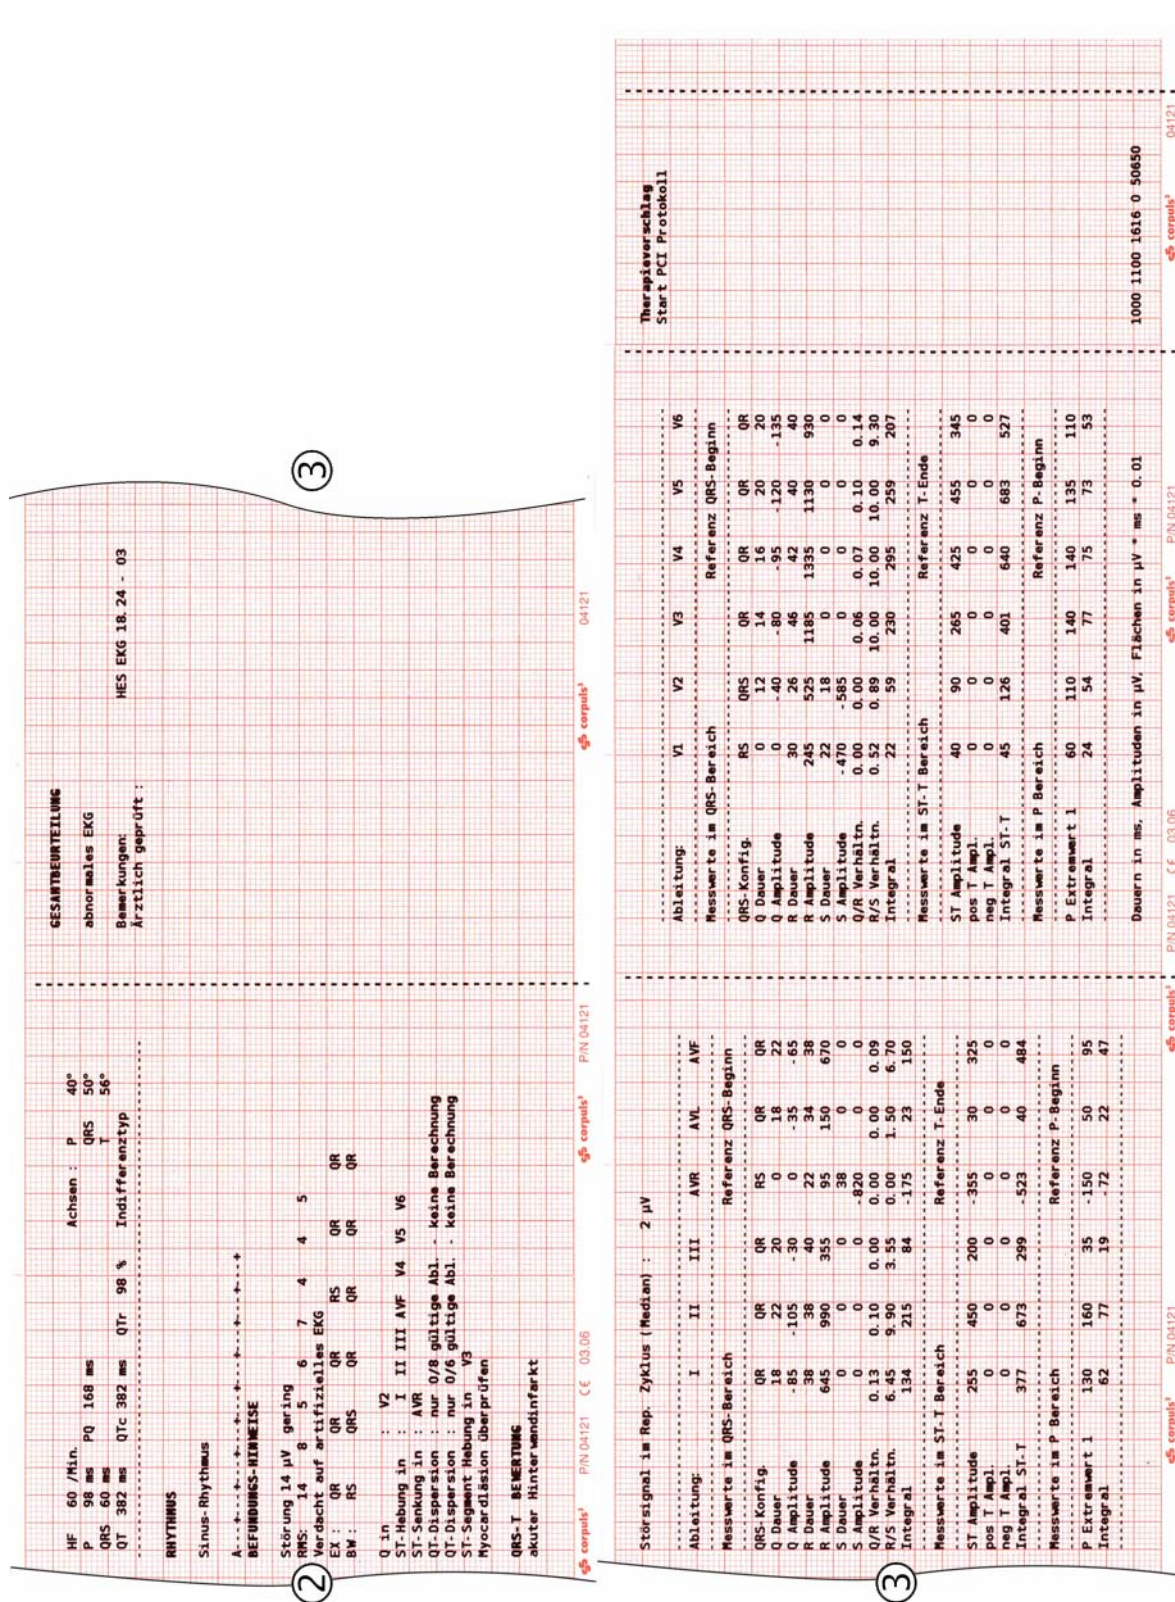 HF 60 /Min. Achsen : P 40°
P 98 ms PQ 168 ms QRS 50°
QRS 60 ms T 56°
QT 382 ms QTc 382 ms QTr 98 % Indifferenztyp
RHYTHMUS
Sinus-Rhythmus
A---+---+---+---+---+---+---+---+---+
BEFUNDUNGS-HINWEISE
Störung 14 µV gering
RMS: 14 8 5 6 7 4 4 5
Verdacht auf artifizielles EKG
EX : QR QR QR RS QR QR
BW : RS QRS QR QR QR QR
Q in : V2
ST-Hebung in : I II III AVF V4 V5 V6
ST-Senkung in : AVR
QT-Dispersion : nur 0/8 gültige Abl. - keine Berechnung
QT-Dispersion : nur 0/6 gültige Abl. - keine Berechnung
ST-Segment Hebung in V3
Myocardläsion überprüfen
QRS-T BEWERTUNG
akuter Hinterwandinfarkt
②
corpuls³ P/N 04121 CE 03.06 corpuls³ P/N 04121
GESAMTBEURTEILUNG
abnormales EKG
Bemerkungen: HES EKG 18.24 - 03
Ärztlich geprüft :
③
corpuls³ 04121
Störsignal im Rep. Zyklus (Median) : 2 µV
Ableitung: I II III AVR AVL AVF
Messwerte im QRS-Bereich Referenz QRS-Beginn
QRS-Konfig. QR QR QR RS QR QR
Q Dauer 18 22 20 0 18 22
Q Amplitude -85 -105 -30 0 -35 -65
R Dauer 38 38 40 22 34 38
R Amplitude 645 990 355 95 150 670
S Dauer 0 0 0 38 0 0
S Amplitude 0 0 0 -820 0 0
Q/R Verhältn. 0.13 0.10 0.00 0.00 0.00 0.09
R/S Verhältn. 6.45 9.90 3.55 0.00 1.50 6.70
Integral 134 215 84 -175 23 150
Messwerte im ST-T Bereich Referenz T-Ende
ST Amplitude 255 450 200 -355 30 325
pos T Ampl. 0 0 0 0 0 0
neg T Ampl. 0 0 0 0 0 0
Integral ST-T 377 673 299 -523 40 484
Messwerte im P Bereich Referenz P-Beginn
P Extremwert 1 130 160 35 -150 50 95
Integral 62 77 19 -72 22 47
③
corpuls³ P/N 04121 corpuls³
Ableitung: V1 V2 V3 V4 V5 V6
Messwerte im QRS-Bereich Referenz QRS-Beginn
QRS-Konfig. RS QRS QR QR QR QR
Q Dauer 0 12 14 16 20 20
Q Amplitude 0 -40 -80 -95 -120 -135
R Dauer 30 26 46 42 40 40
R Amplitude 245 525 1185 1335 1130 930
S Dauer 22 18 0 0 0 0
S Amplitude -470 -585 0 0 0 0
Q/R Verhältn. 0.00 0.00 0.06 0.07 0.10 0.14
R/S Verhältn. 0.52 0.89 10.00 10.00 10.00 9.30
Integral 22 59 230 295 259 207
Messwerte im ST-T Bereich Referenz T-Ende
ST Amplitude 40 90 265 425 455 345
pos T Ampl. 0 0 0 0 0 0
neg T Ampl. 0 0 0 0 0 0
Integral ST-T 45 126 401 640 683 527
Messwerte im P Bereich Referenz P-Beginn
P Extremwert 1 60 110 140 140 135 110
Integral 24 54 77 75 73 53
Dauern in ms, Amplituden in µV, Flächen in µV * ms * 0.01
P/N 04121 CE 03.06 corpuls³ P/N 04121
Therapievorschlag
Start PCI Protokoll
1000 1100 1616 0 50650
corpuls³ 04121